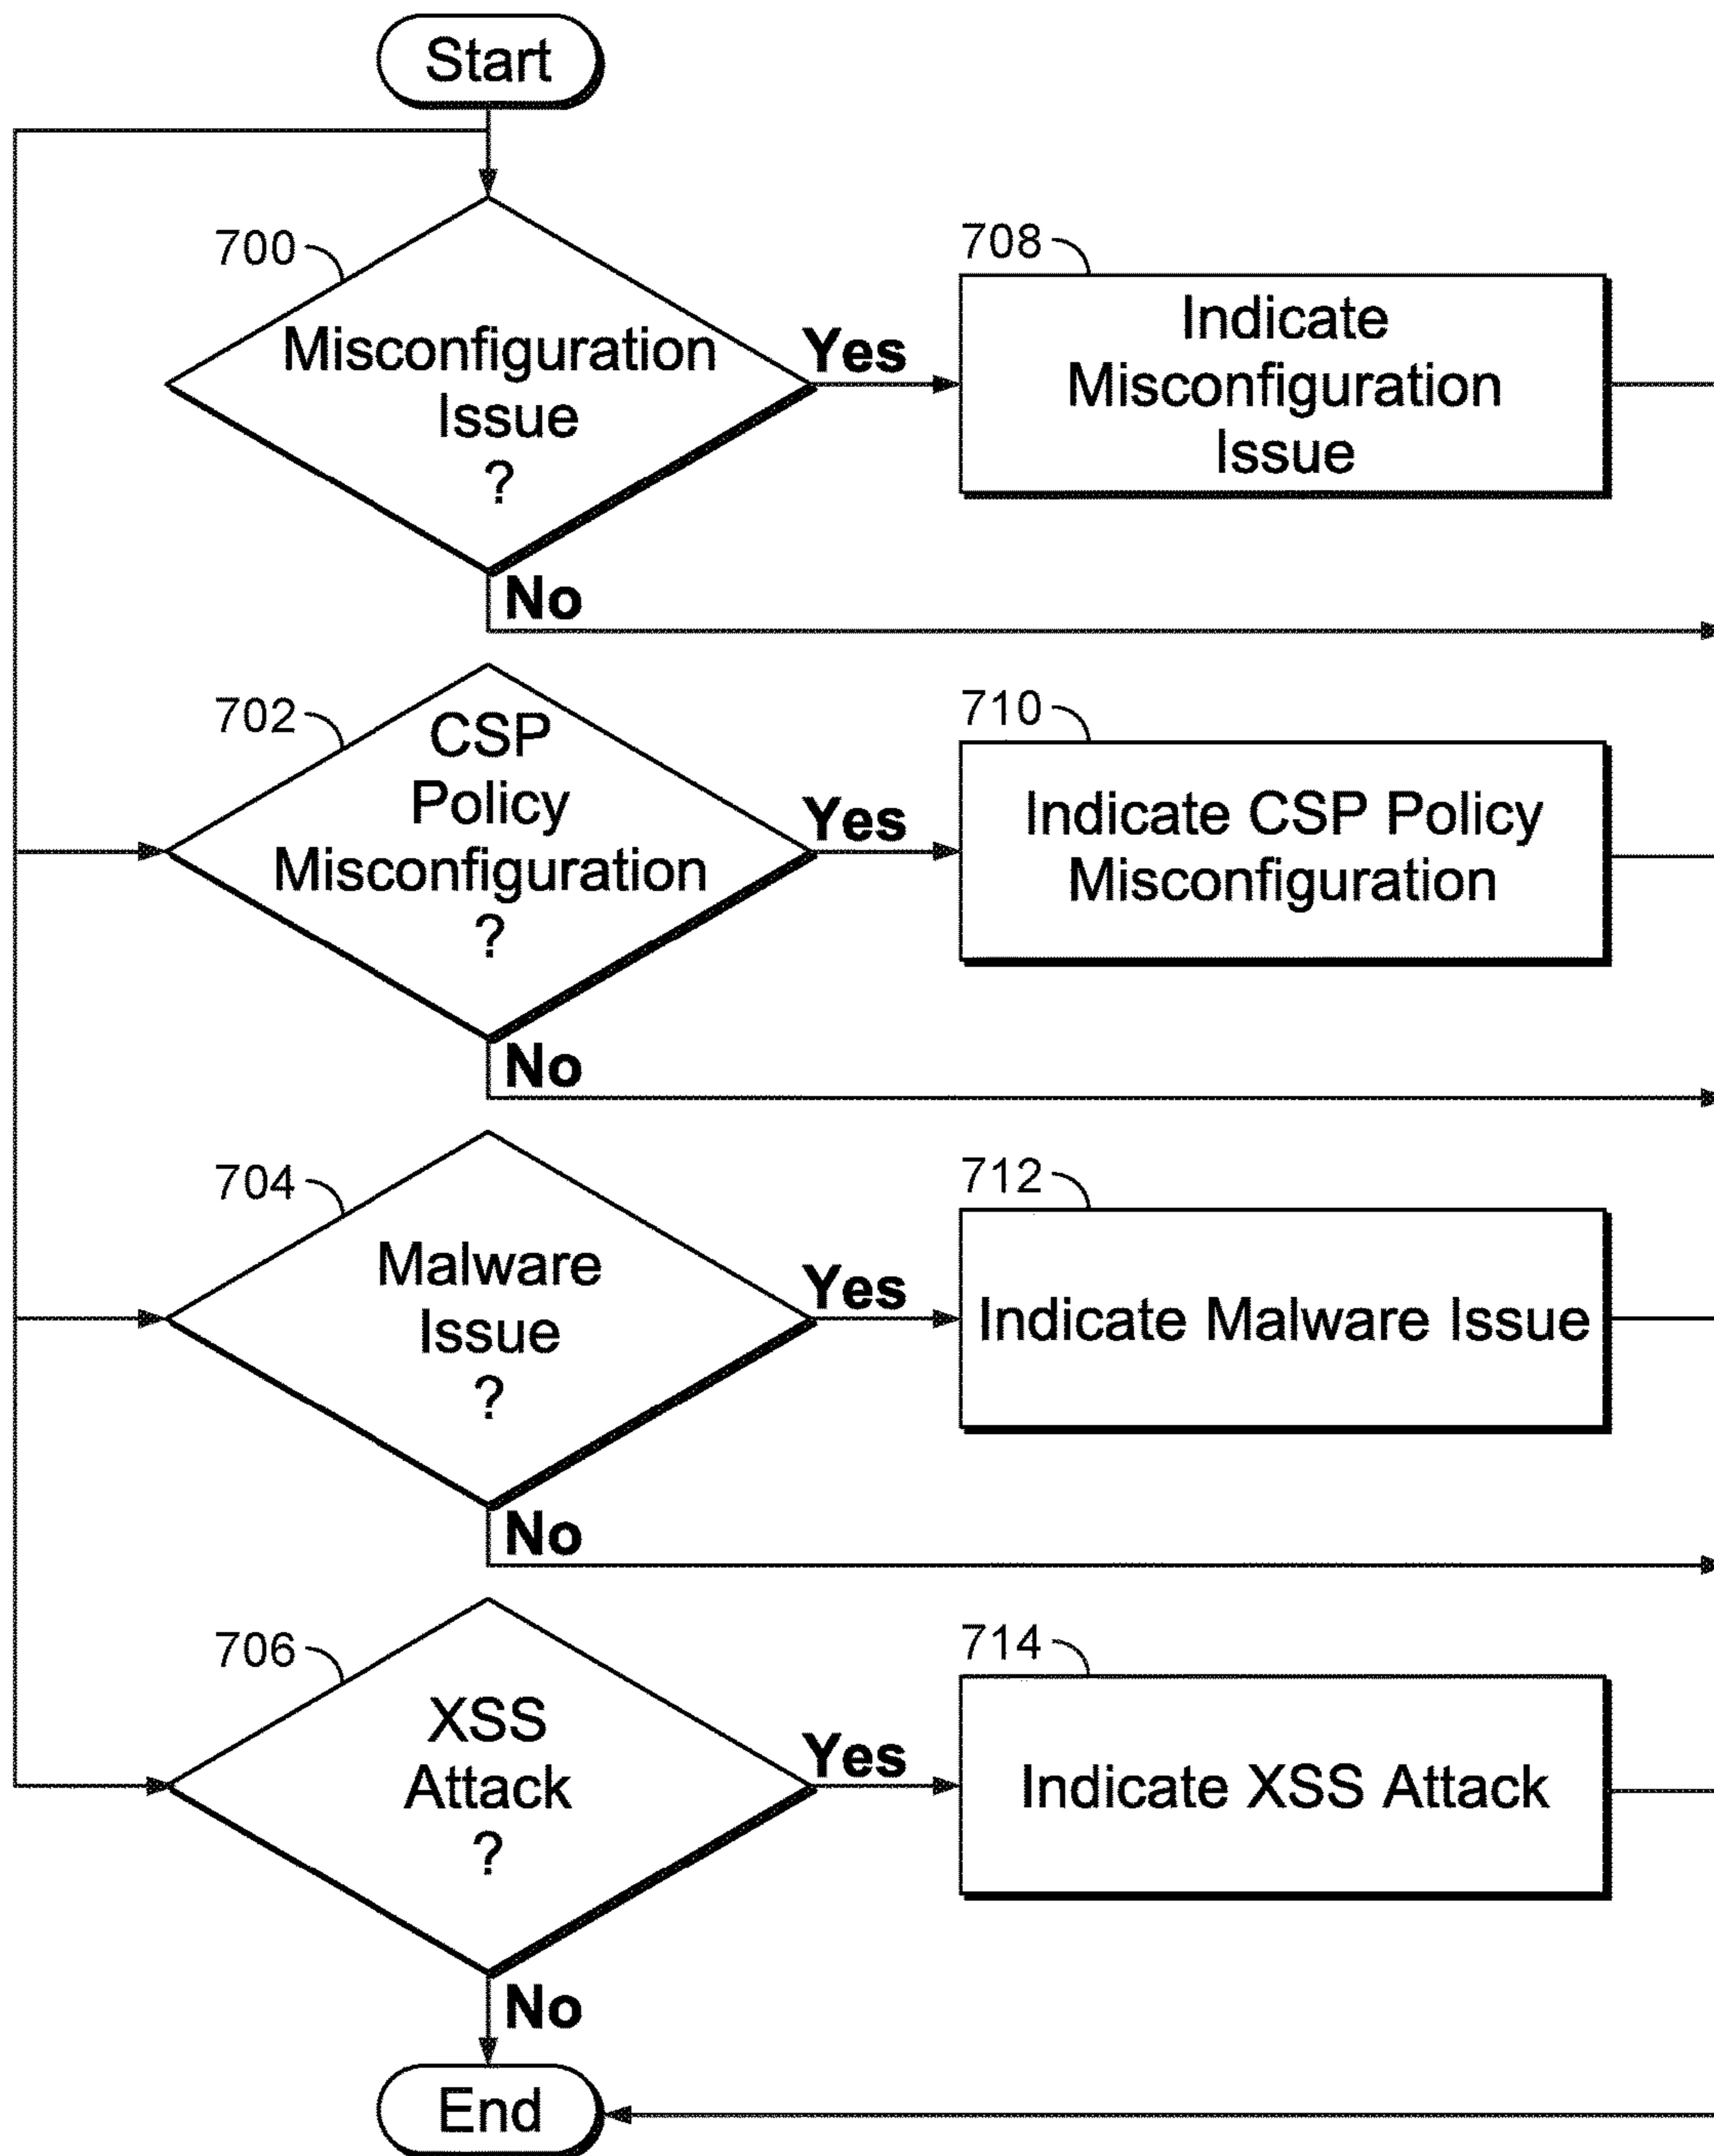 Start
700
Misconfiguration
Issue
?
Yes
708
Indicate
Misconfiguration
Issue
No
702
CSP
Policy
Misconfiguration
?
Yes
710
Indicate CSP Policy
Misconfiguration
No
704
Malware
Issue
?
Yes
712
Indicate Malware Issue
No
706
XSS
Attack
?
Yes
714
Indicate XSS Attack
No
End